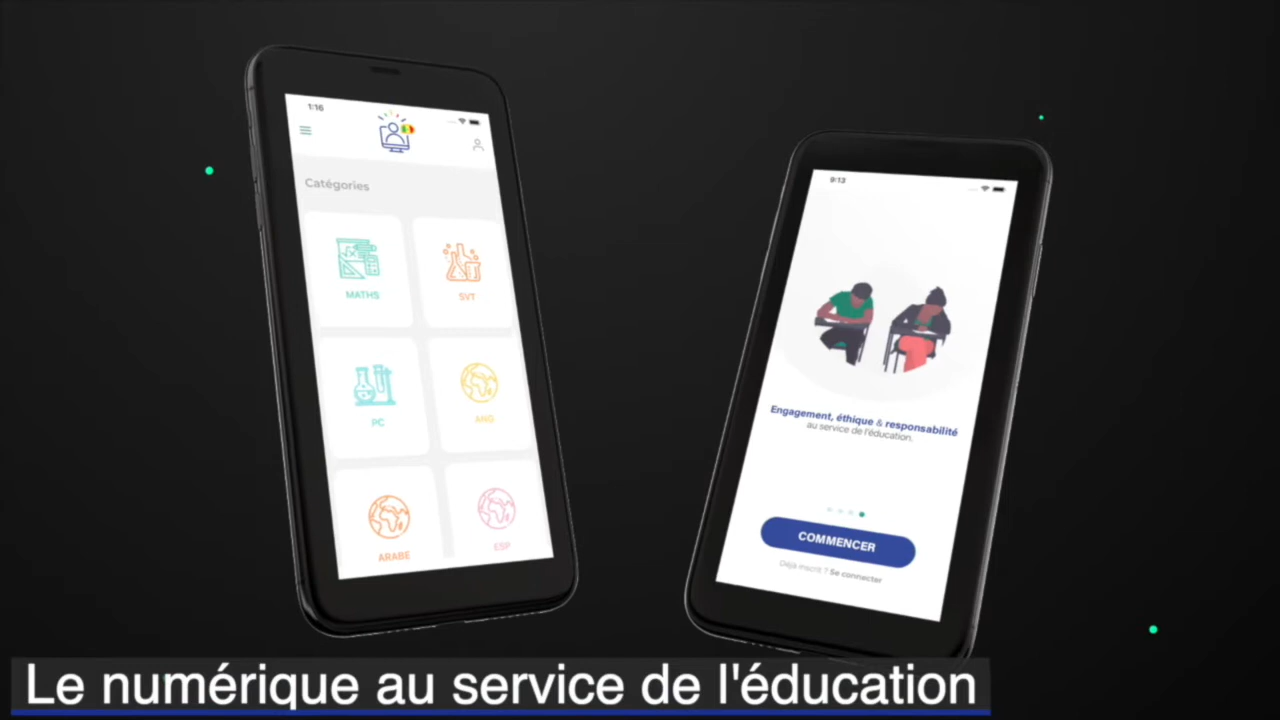 1:16
Catégories
MATHS
SVT
PC
ANG
ARABE
ESP
9:13
Engagement, éthique & responsabilité
au service de l'éducation.
COMMENCER
Déjà inscrit ? Se connecter
Le numérique au service de l'éducation